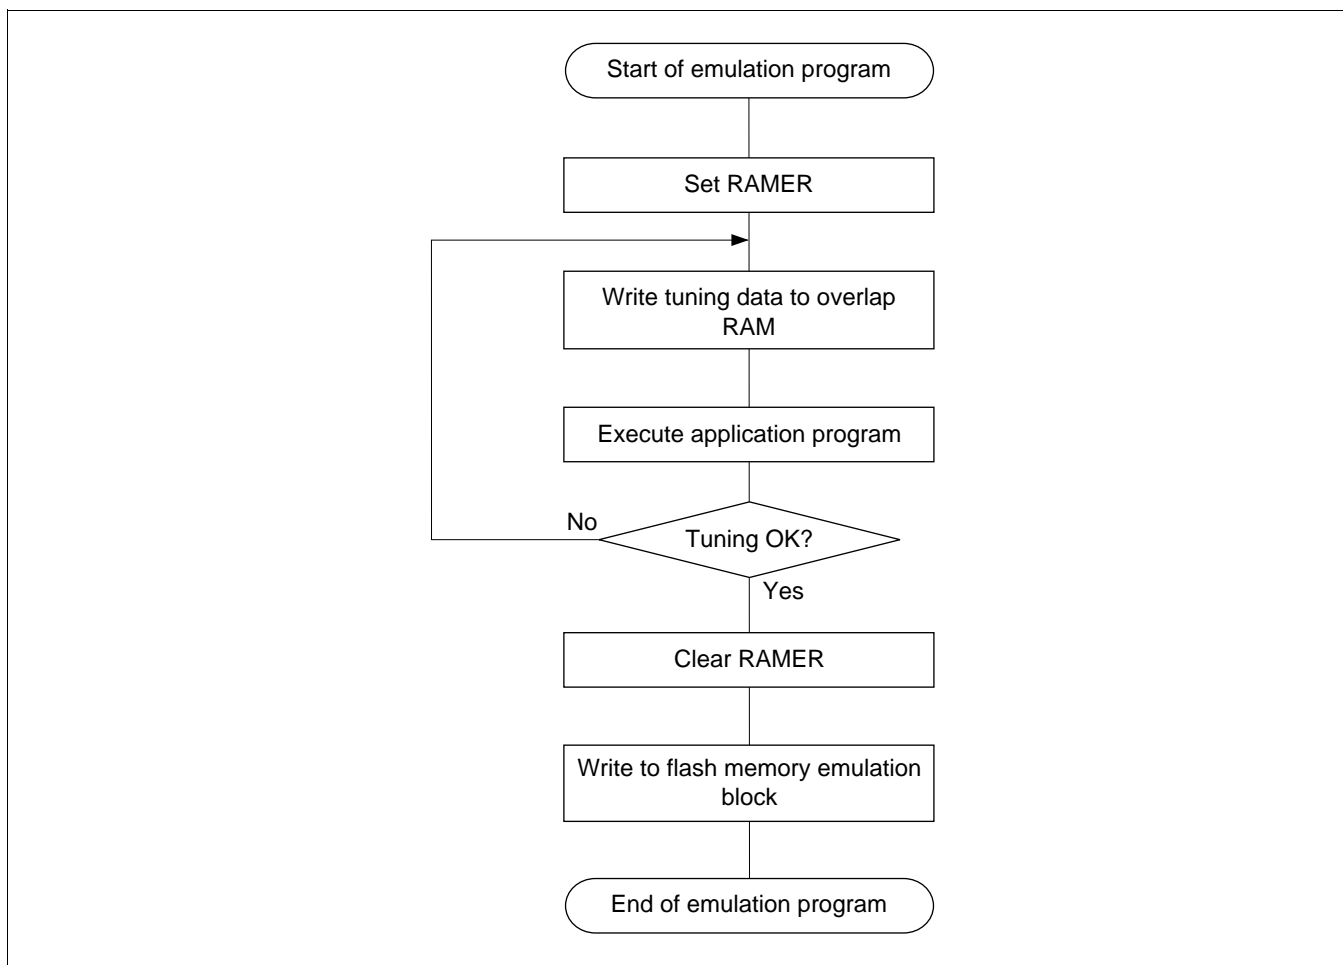 Start of emulation program
Set RAMER
Write tuning data to overlap
RAM
Execute application program
No
Tuning OK?
Yes
Clear RAMER
Write to flash memory emulation
block
End of emulation program